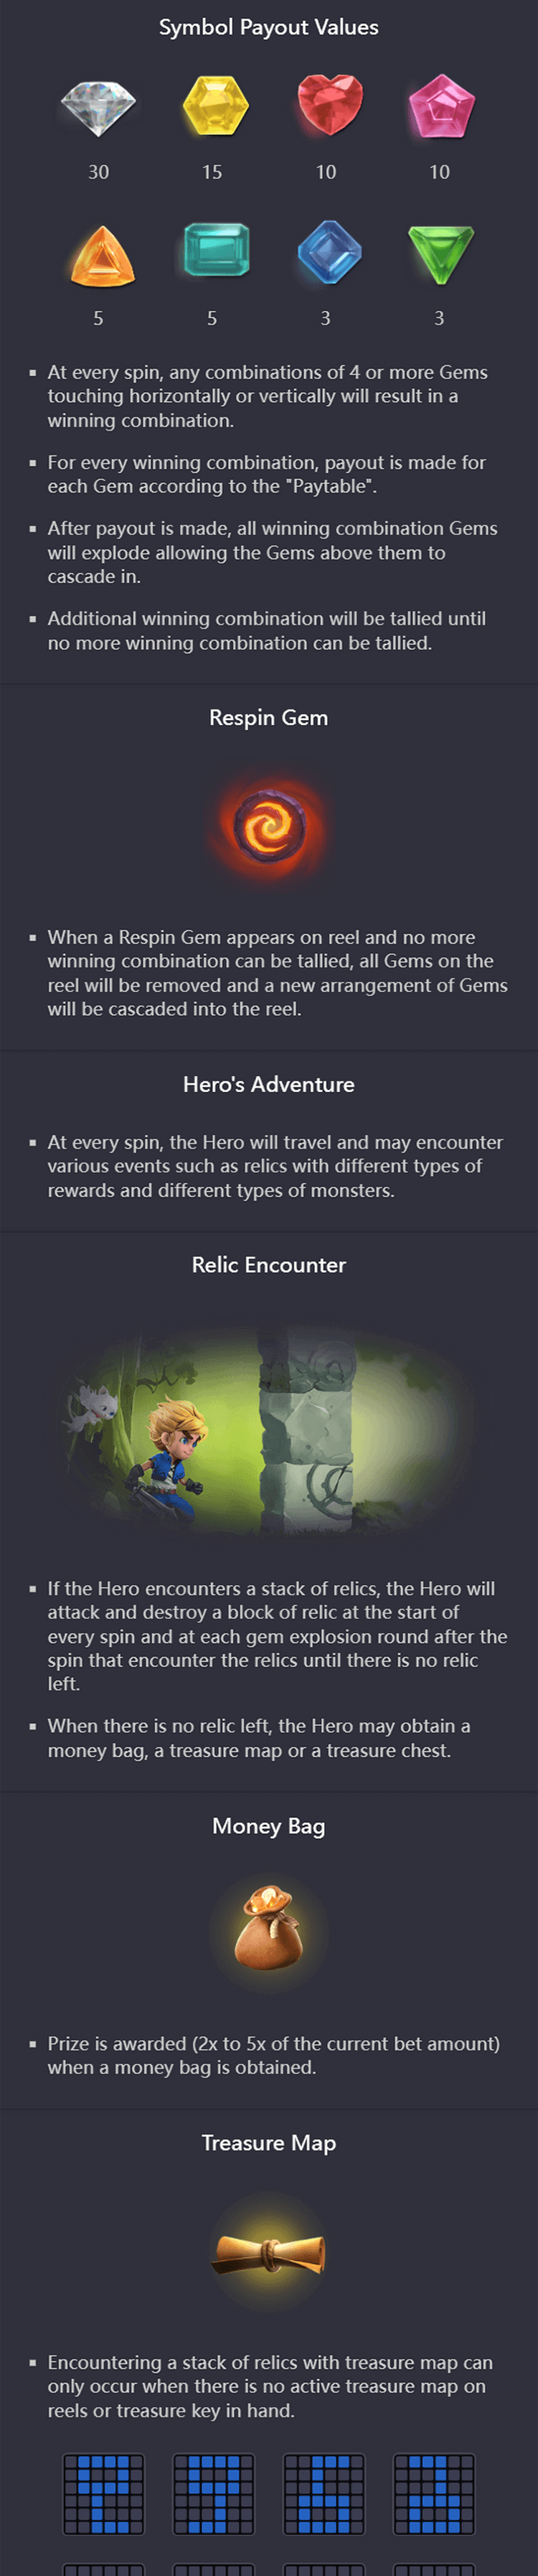 Symbol Payout Values
30 15 10 10
5 5 3 3
▪ At every spin, any combinations of 4 or more Gems
touching horizontally or vertically will result in a
winning combination.
▪ For every winning combination, payout is made for
each Gem according to the "Paytable".
▪ After payout is made, all winning combination Gems
will explode allowing the Gems above them to
cascade in.
▪ Additional winning combination will be tallied until
no more winning combination can be tallied.
Respin Gem
▪ When a Respin Gem appears on reel and no more
winning combination can be tallied, all Gems on the
reel will be removed and a new arrangement of Gems
will be cascaded into the reel.
Hero's Adventure
▪ At every spin, the Hero will travel and may encounter
various events such as relics with different types of
rewards and different types of monsters.
Relic Encounter
▪ If the Hero encounters a stack of relics, the Hero will
attack and destroy a block of relic at the start of
every spin and at each gem explosion round after the
spin that encounter the relics until there is no relic
left.
▪ When there is no relic left, the Hero may obtain a
money bag, a treasure map or a treasure chest.
Money Bag
▪ Prize is awarded (2x to 5x of the current bet amount)
when a money bag is obtained.
Treasure Map
▪ Encountering a stack of relics with treasure map can
only occur when there is no active treasure map on
reels or treasure key in hand.